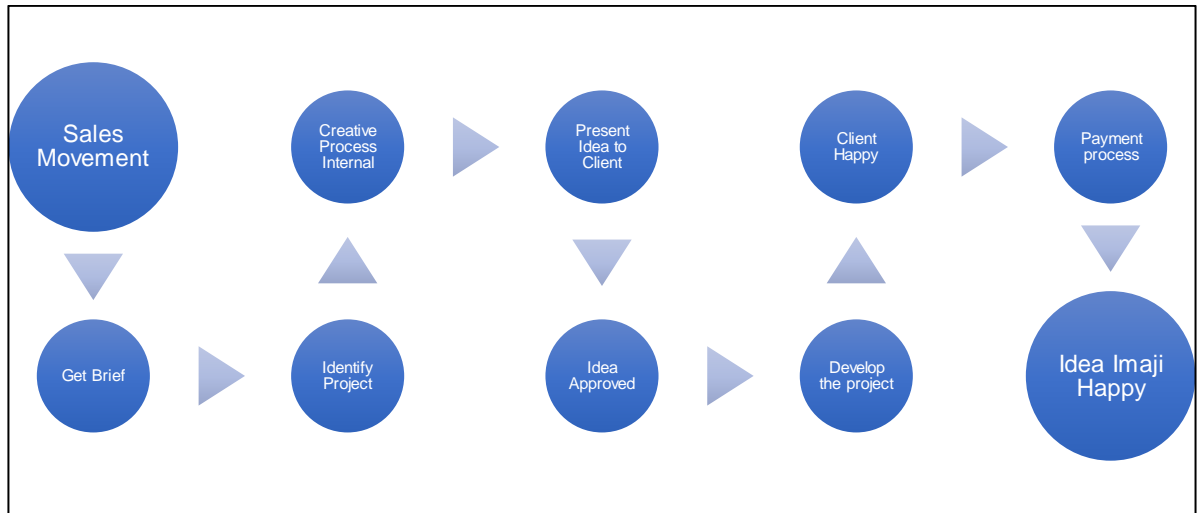 Sales
Movement
Get Brief
Identify
Project
Creative
Process
Internal
Present
Idea to
Client
Idea
Approved
Develop
the project
Client
Happy
Payment
process
Idea Imaji
Happy